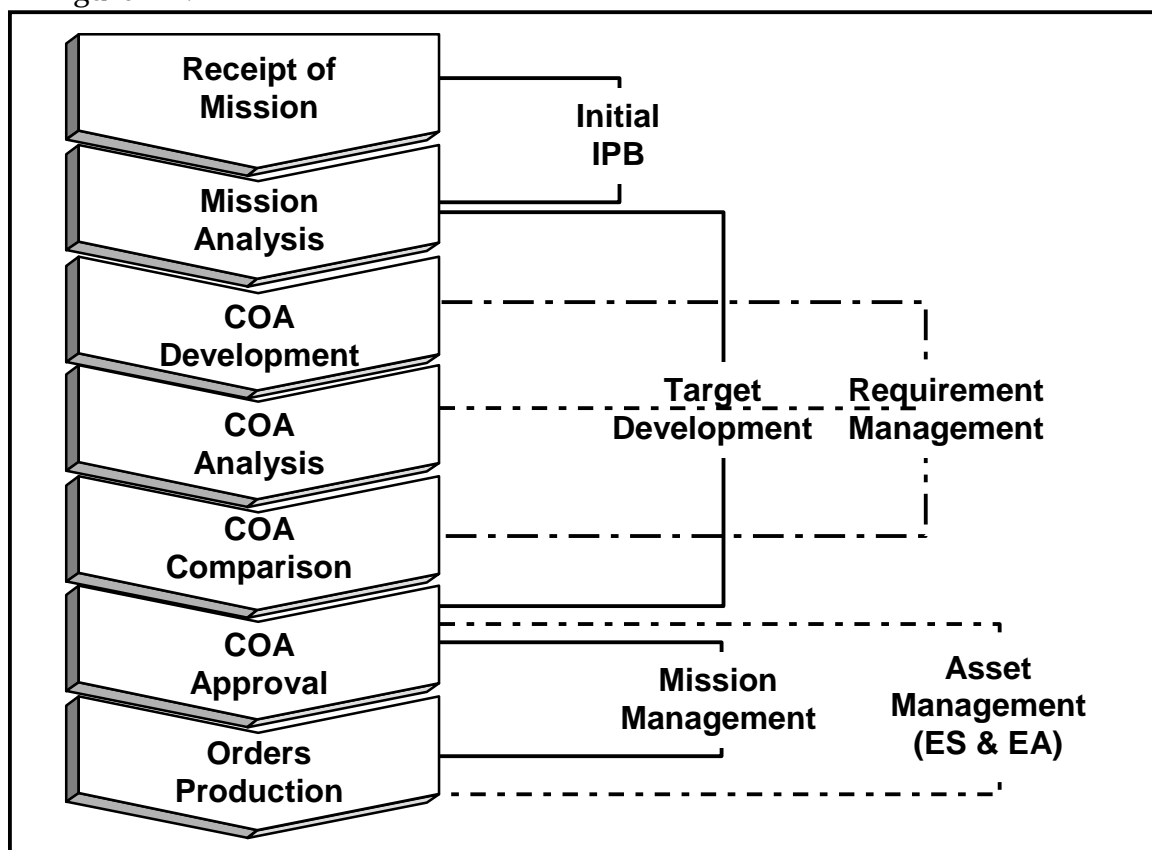 Receipt of
Mission
Initial
IPB
Mission
Analysis
COA
Development
Target
Development
Requirement
Management
COA
Analysis
COA
Comparison
COA
Approval
Mission
Management
Asset
Management
(ES & EA)
Orders
Production